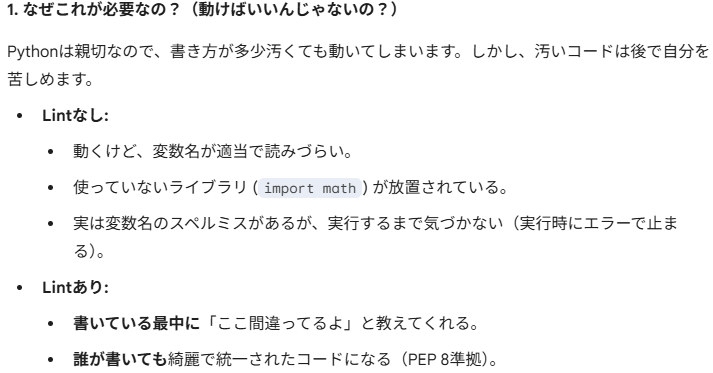 1. なぜこれが必要なの？（動けばいいんじゃないの？）
Pythonは親切なので、書き方が多少汚くても動いてしまいます。しかし、汚いコードは後で自分を
苦しめます。
• Lintなし:
• 動くけど、変数名が適当で読みづらい。
• 使っていないライブラリ ( import math ) が放置されている。
• 実は変数名のスペルミスがあるが、実行するまで気づかない（実行時にエラーで止ま
る）。
• Lintあり:
• 書いている最中に「ここ間違ってるよ」と教えてくれる。
• 誰が書いても綺麗で統一されたコードになる（PEP 8準拠）。